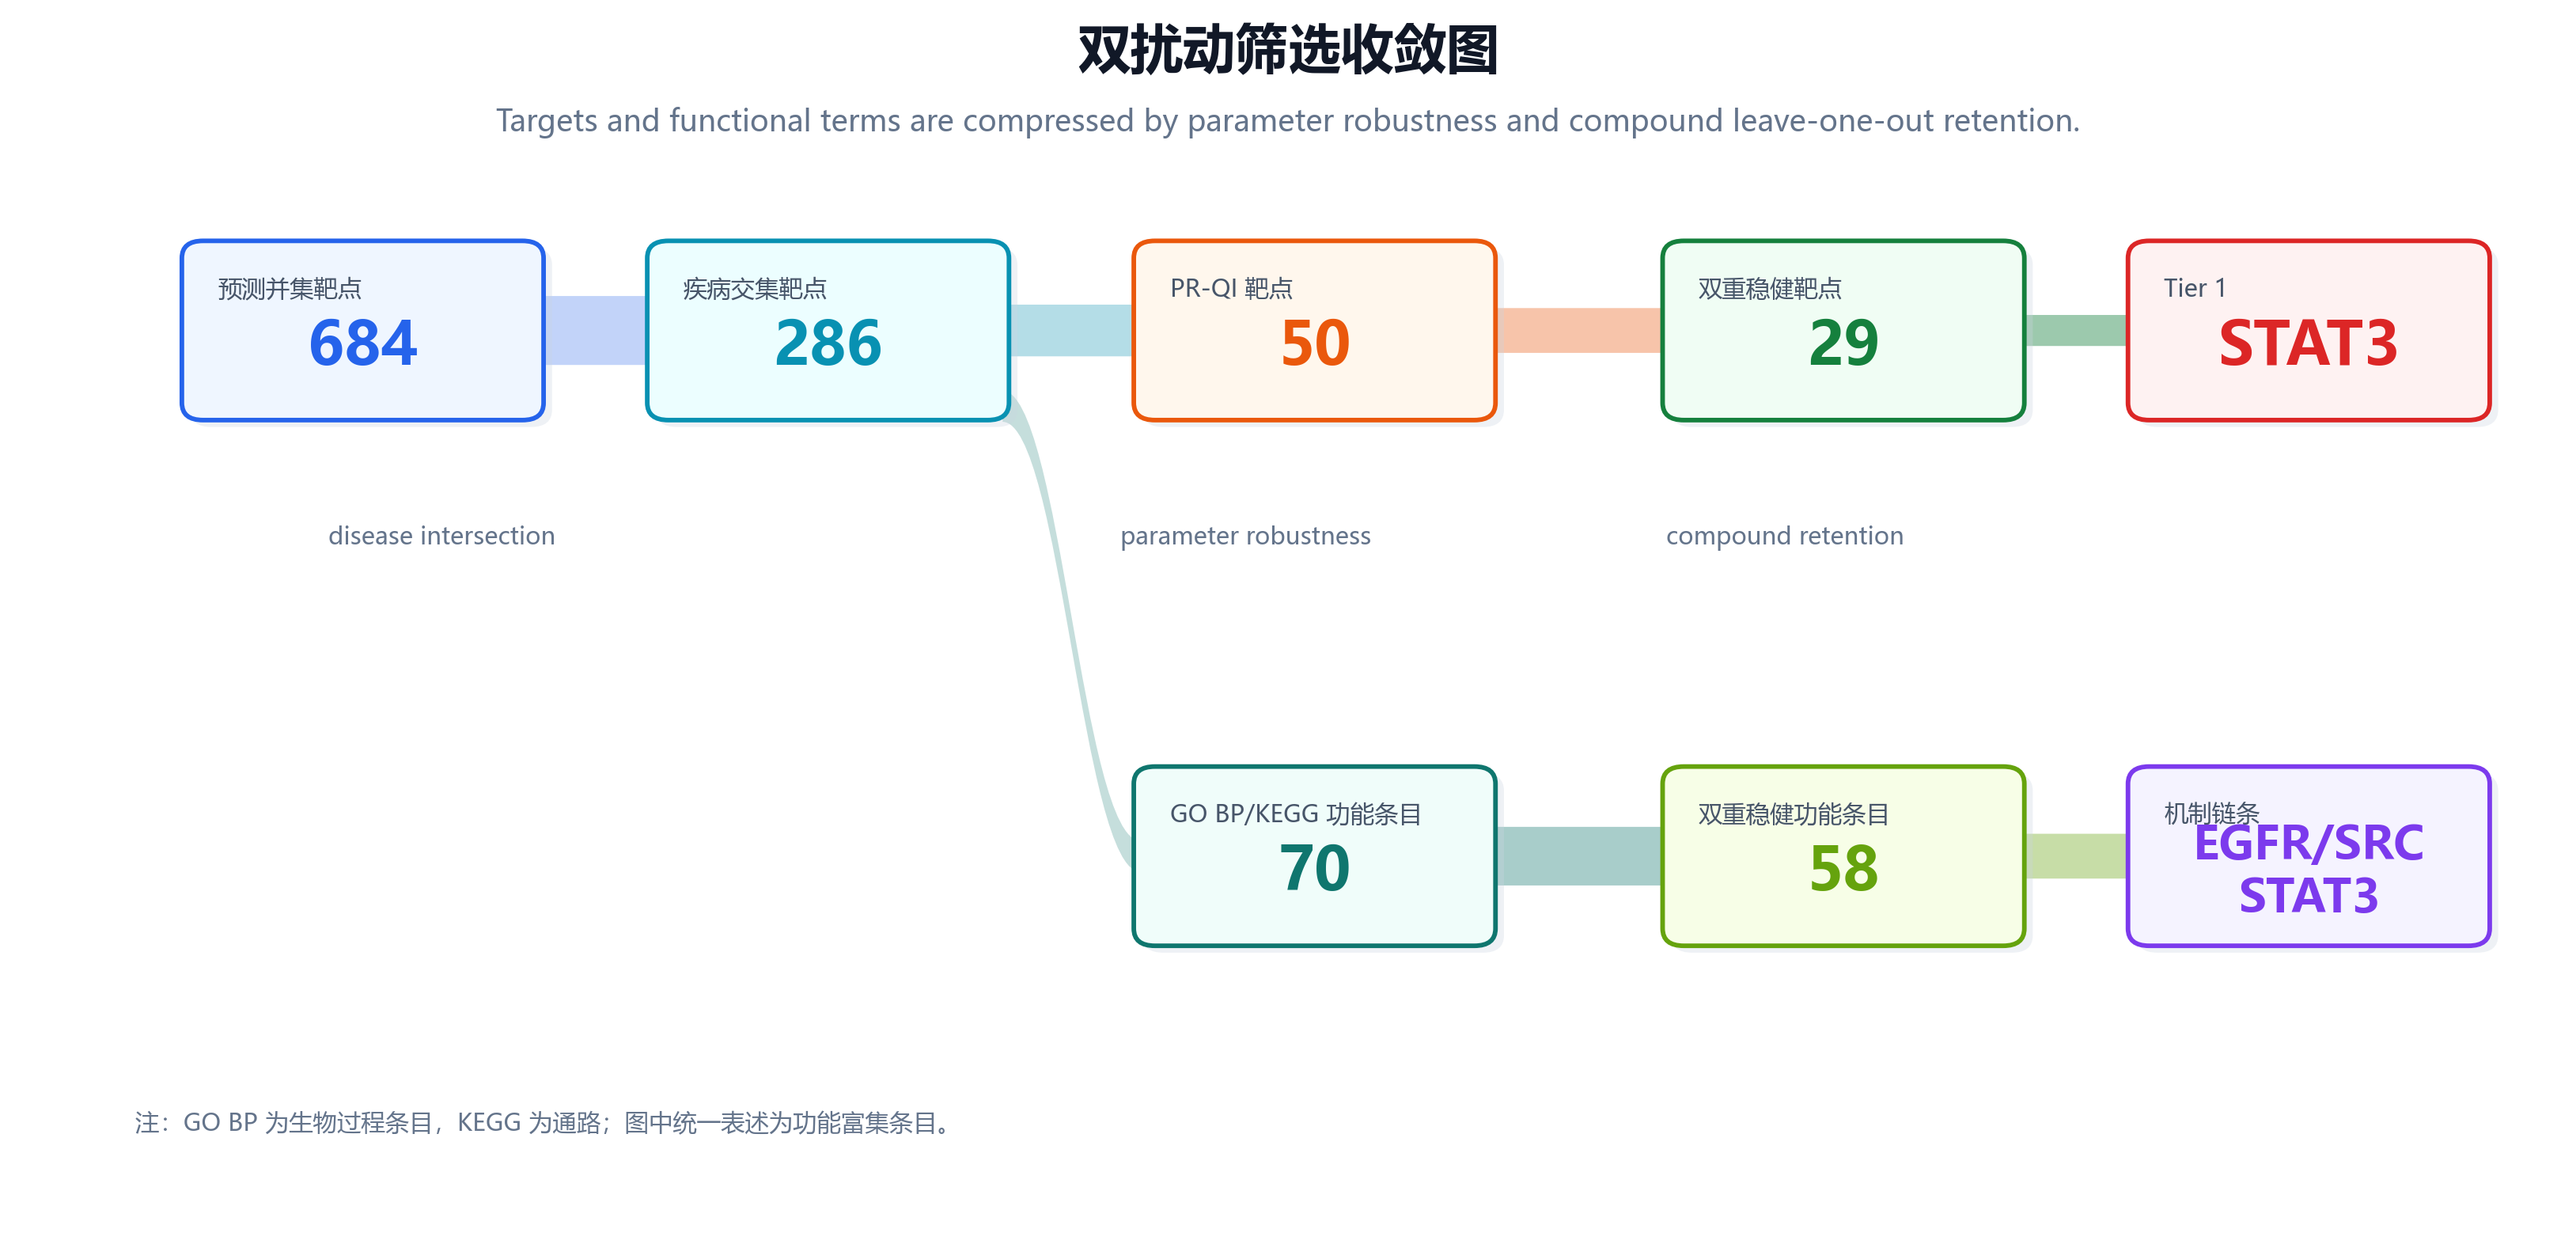 双扰动筛选收敛图
Targets and functional terms are compressed by parameter robustness and compound leave-one-out retention.
预测并集靶点
684
疾病交集靶点
286
PR-QI 靶点
50
双重稳健靶点
29
Tier 1
STAT3
disease intersection
parameter robustness
compound retention
GO BP/KEGG 功能条目
70
双重稳健功能条目
58
机制链条
EGFR/SRC
STAT3
注：GO BP 为生物过程条目，KEGG 为通路；图中统一表述为功能富集条目。